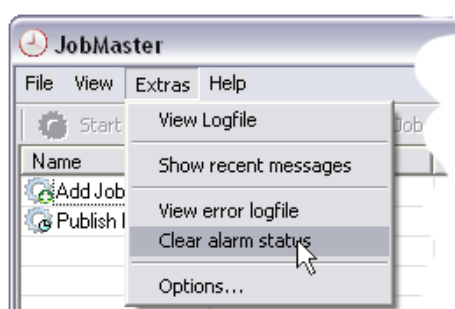 JobMaster
File View Extras Help
Start Job
View Logfile
Name
Show recent messages
Add Job
View error logfile
Publish
Clear alarm status
Options...